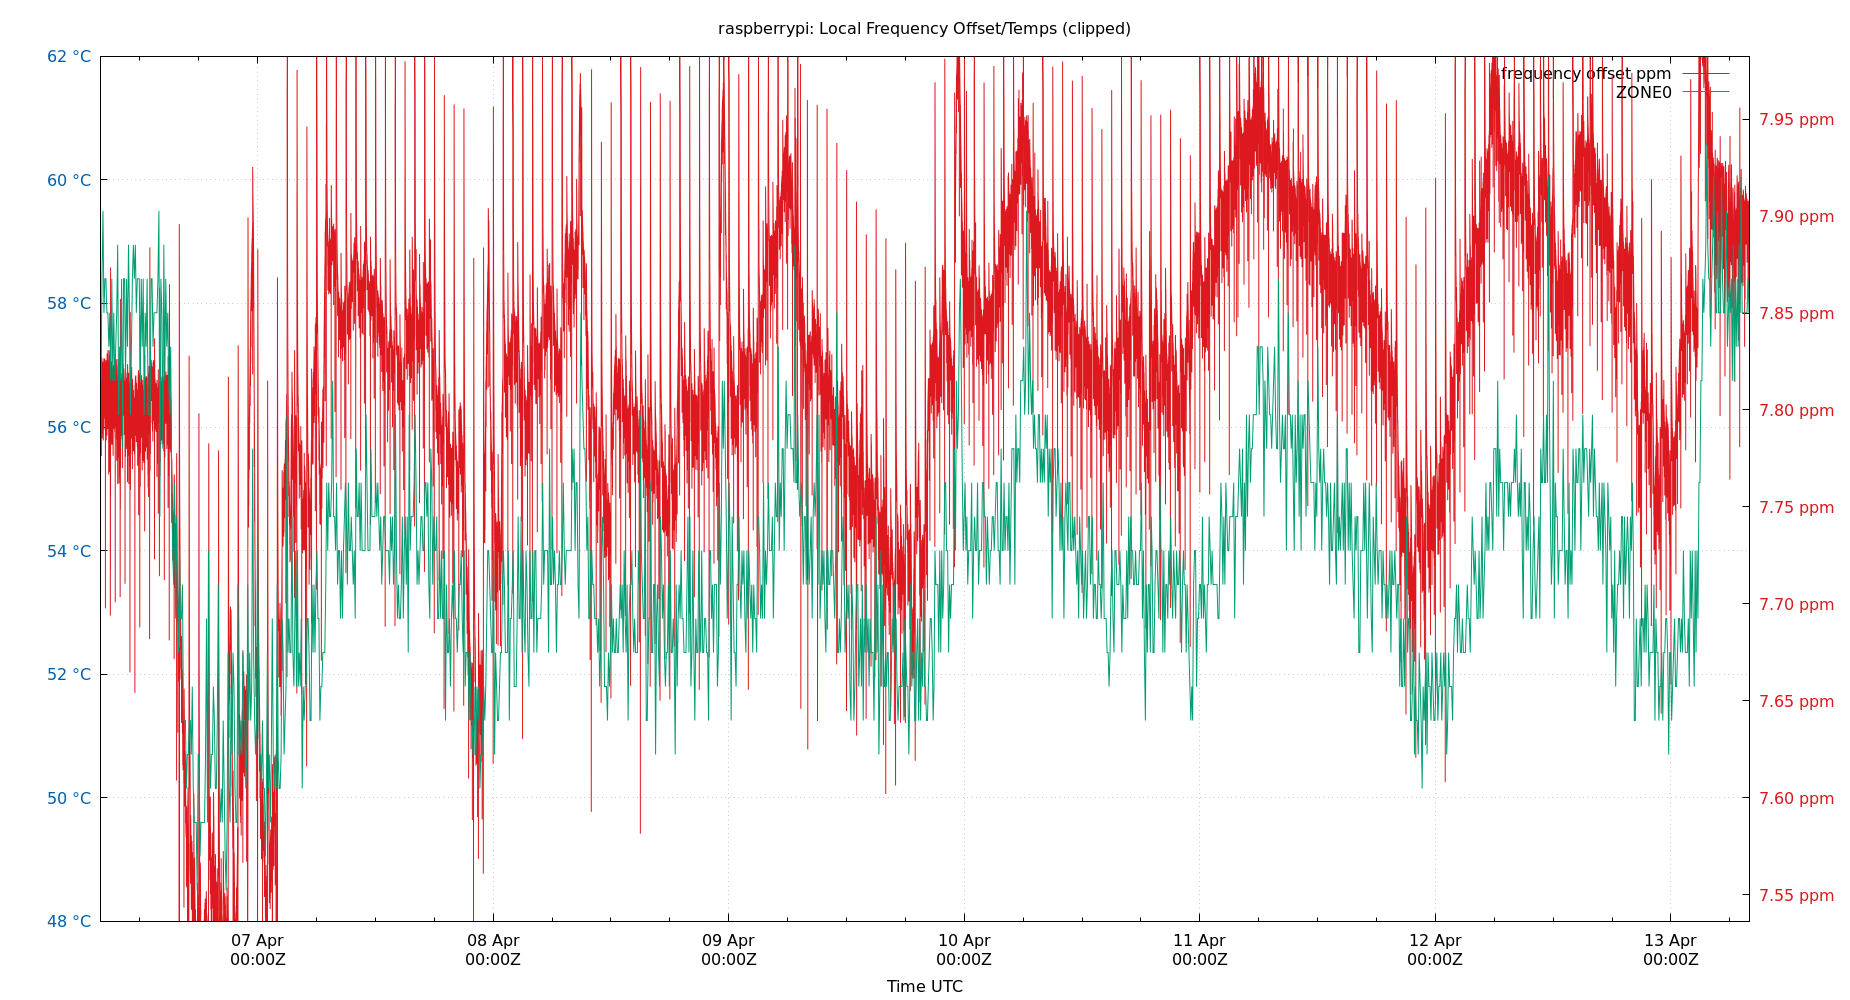 raspberrypi: Local Frequency Offset/Temps (clipped)
62 °C
60 °C
58 °C
56 °C
54 °C
52 °C
50 °C
48 °C
frequency offset ppm
ZONE0
7.95 ppm
7.90 ppm
7.85 ppm
7.80 ppm
7.75 ppm
7.70 ppm
7.65 ppm
7.60 ppm
7.55 ppm
07 Apr
00:00Z
08 Apr
00:00Z
09 Apr
00:00Z
10 Apr
00:00Z
11 Apr
00:00Z
12 Apr
00:00Z
13 Apr
00:00Z
Time UTC